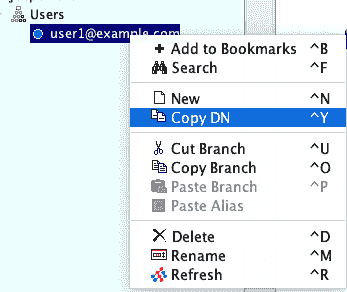 Users
user1@example.com
Add to Bookmarks ^B
Search ^F
New ^N
Copy DN ^Y
Cut Branch ^U
Copy Branch ^O
Paste Branch ^P
Paste Alias
Delete ^D
Rename ^M
Refresh ^R